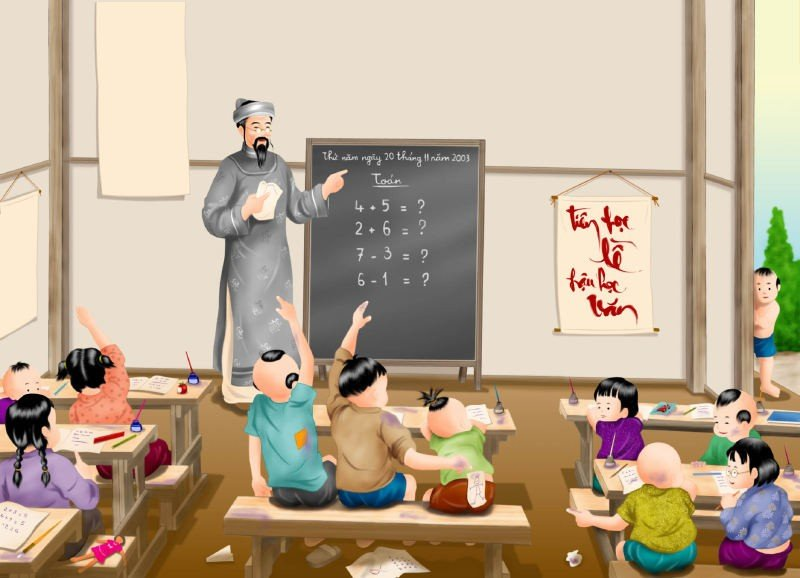 Thứ năm ngày 20 tháng 11 năm 2003
Toán
4 + 5 = ?
2 + 6 = ?
7 - 3 = ?
6 - 1 = ?
tiên học
lễ
hậu học
văn